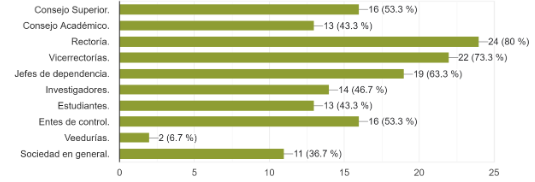 Consejo Superior. 16 (53.3 %)
Consejo Académico. 13 (43.3 %)
Rectoría. 24 (80 %)
Vicerrectorías. 22 (73.3 %)
Jefes de dependencia. 19 (63.3 %)
Investigadores. 14 (46.7 %)
Estudiantes. 13 (43.3 %)
Entes de control. 16 (53.3 %)
Veedurías. 2 (6.7 %)
Sociedad en general. 11 (36.7 %)
0 5 10 15 20 25